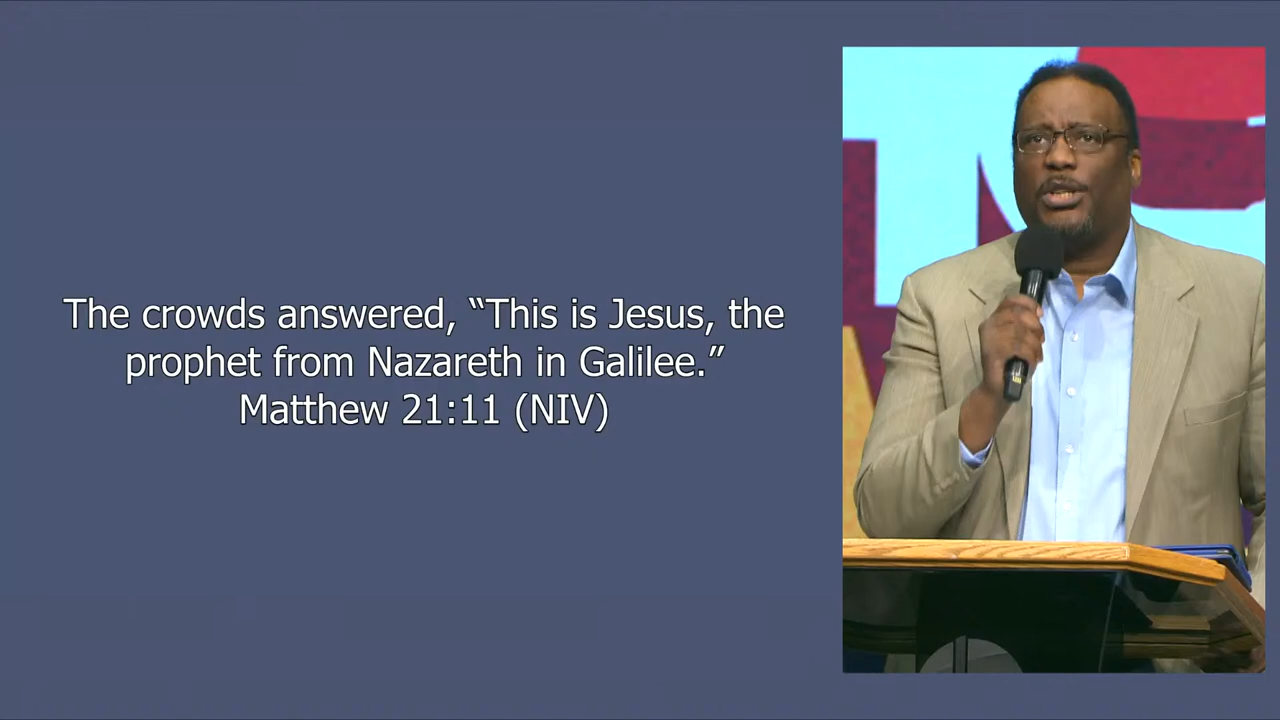 The crowds answered, “This is Jesus, the
prophet from Nazareth in Galilee.”
Matthew 21:11 (NIV)